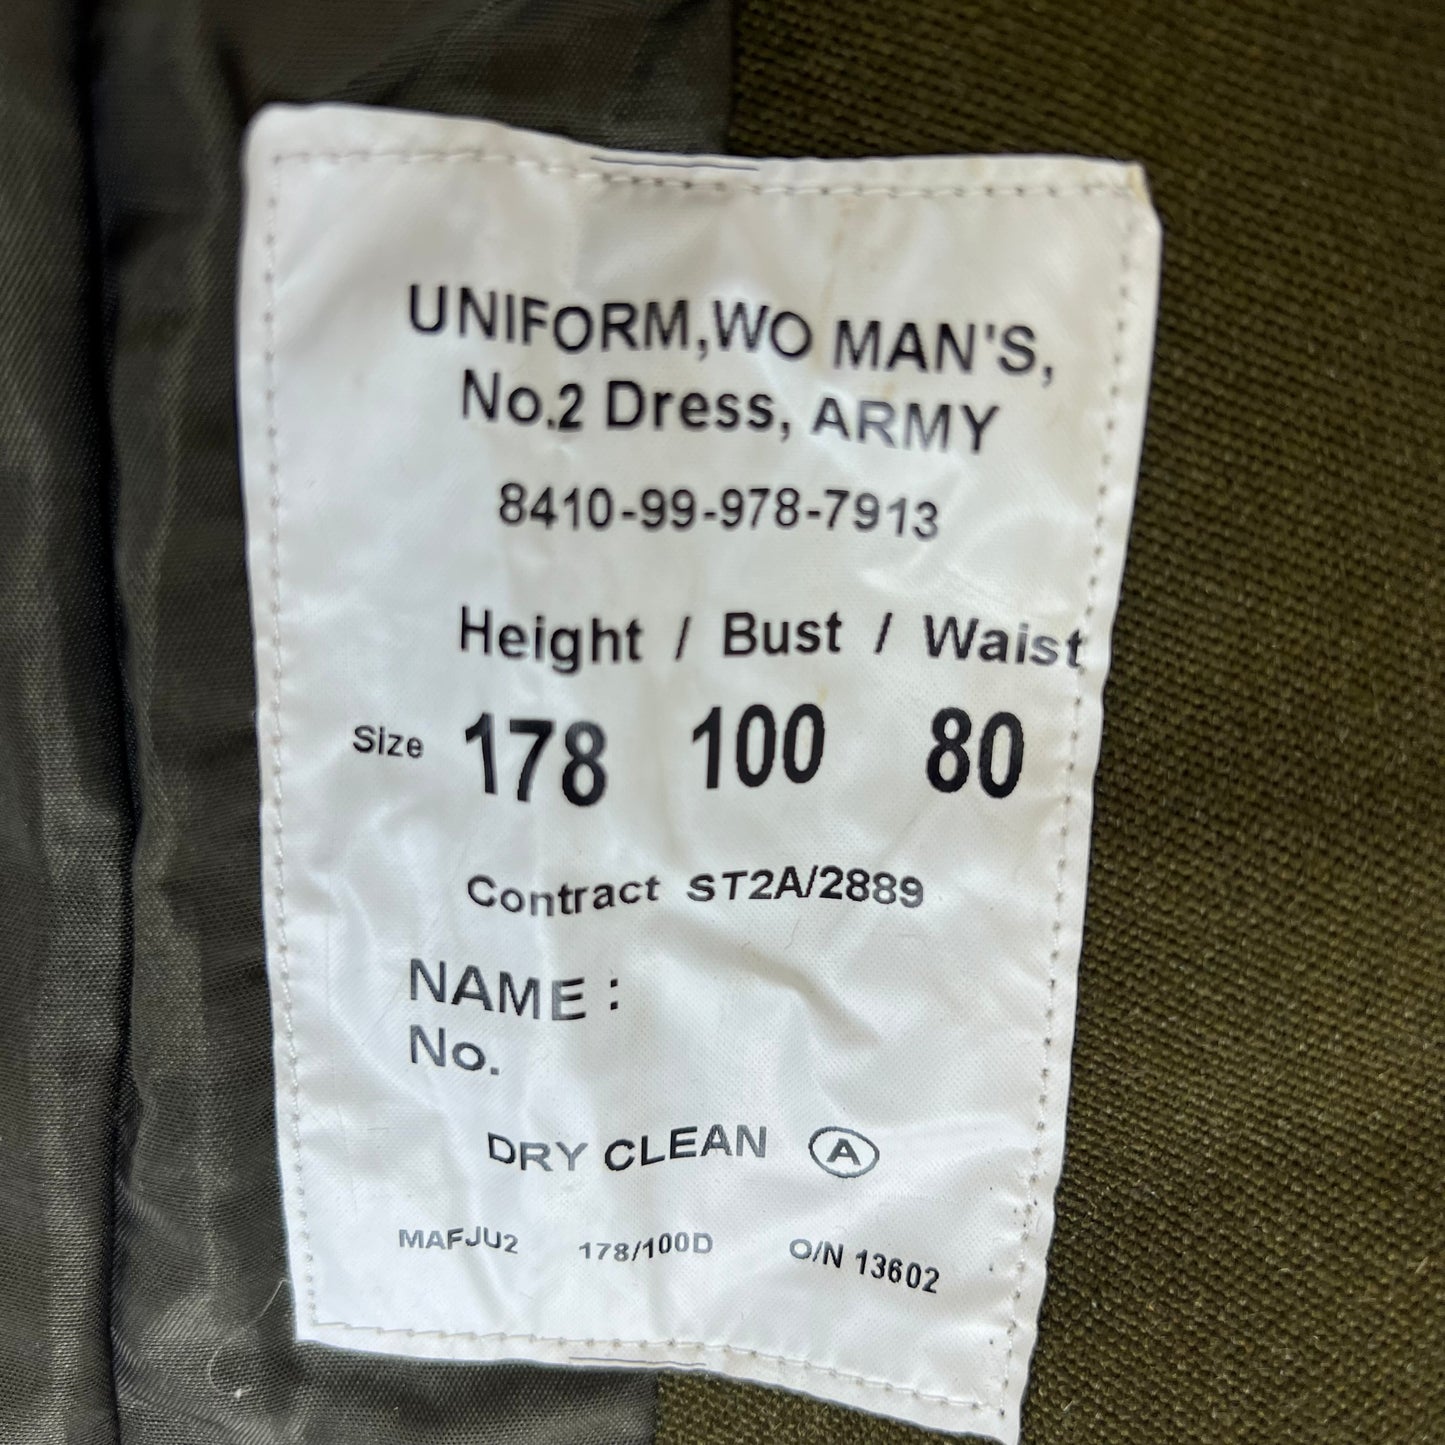 UNIFORM,WO MAN'S,
No.2 Dress, ARMY
8410-99-978-7913
Height / Bust / Waist
Size 178 100 80
Contract ST2A/2889
NAME :
No.
DRY CLEAN A
MAFJU2 178/100D O/N 13602